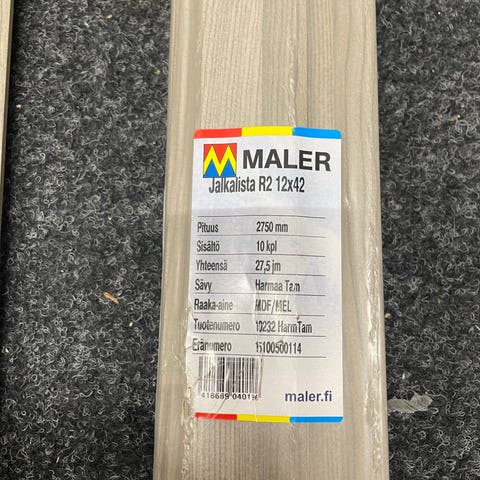 MALER
Jalkalista R2 12x42
Pituus 2750 mm
Sisältö 10 kpl
Yhteensä 27,5 jm
Sävy Harmaa Tam
Raaka-aine MDF/MEL
Tuotenumero 10232 HarmTam
Eränumero 15100500114
maler.fi